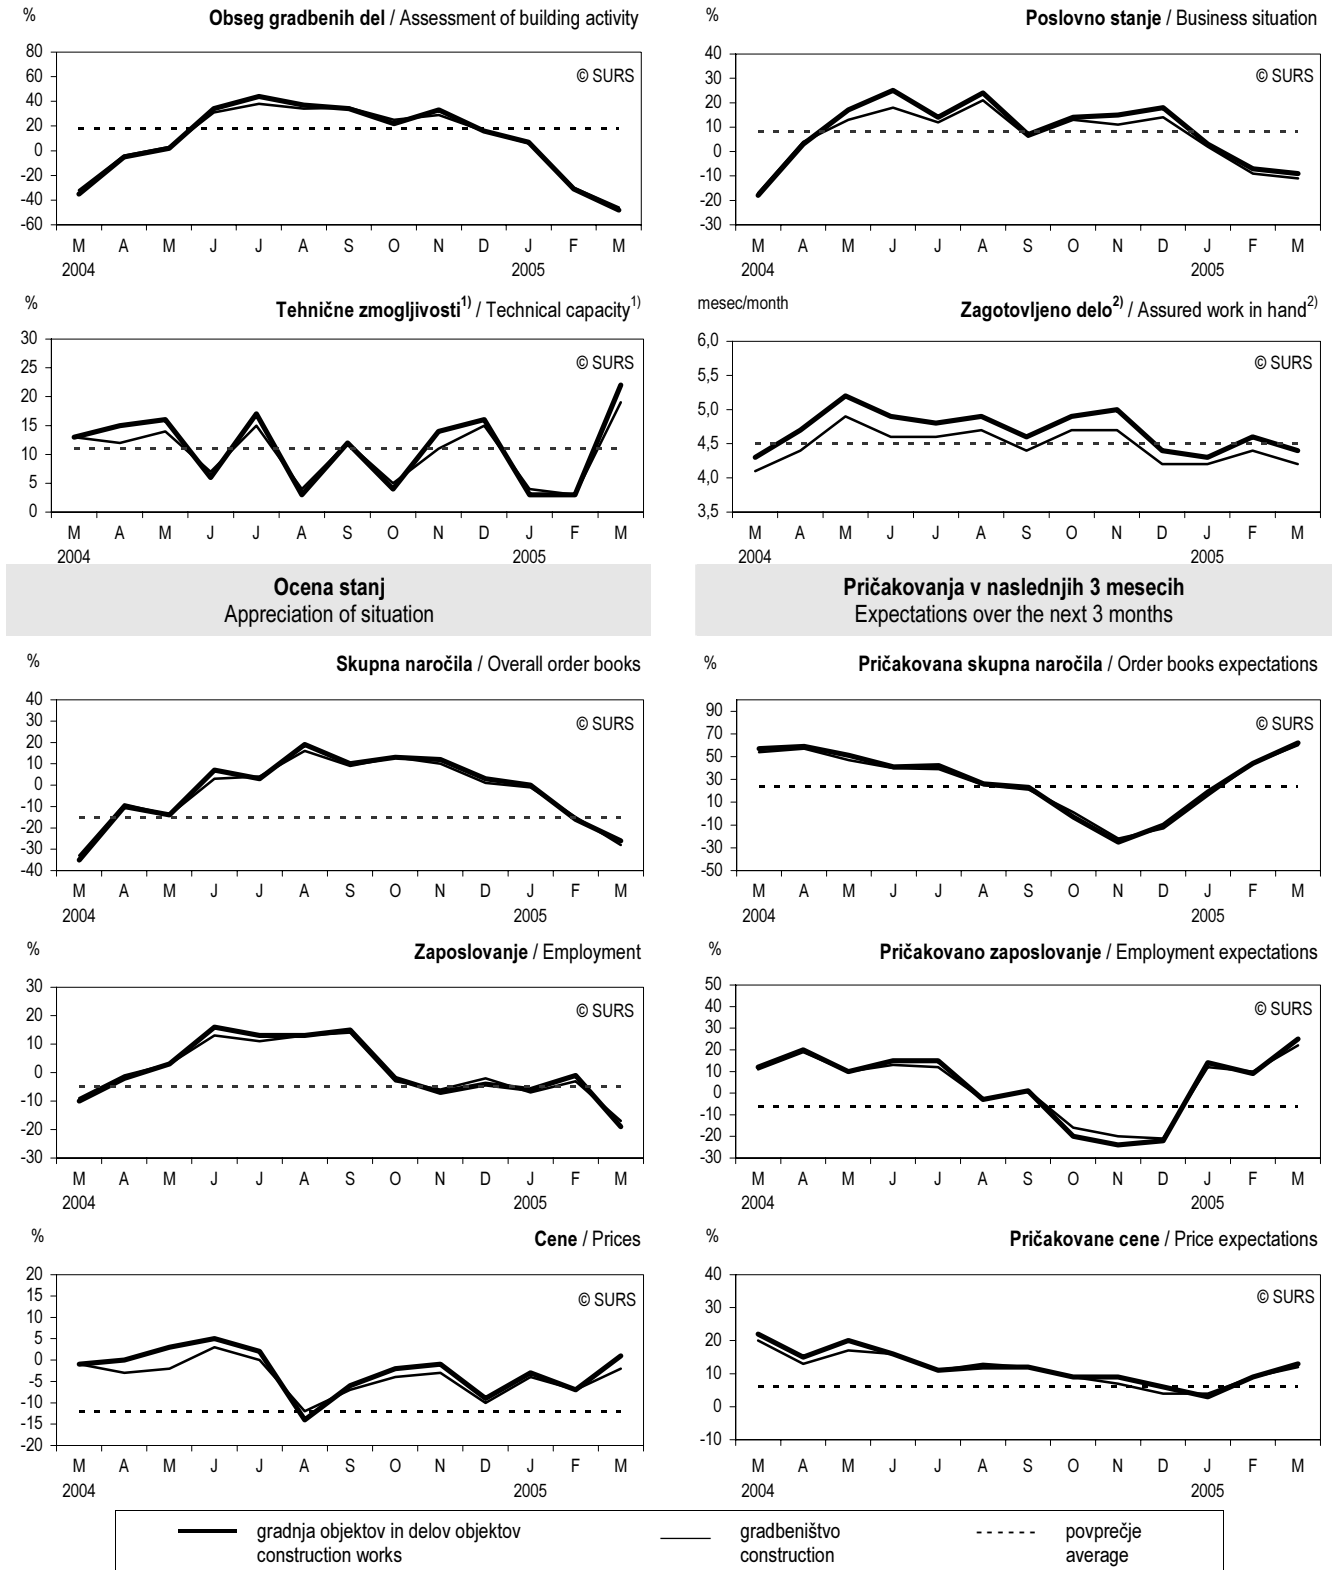 %
Obseg gradbenih del / Assessment of building activity
© SURS
80
60
40
20
0
-20
-40
-60
M A M J J A S O N D J F M
2004 2005
%
Poslovno stanje / Business situation
© SURS
40
30
20
10
0
-10
-20
-30
M A M J J A S O N D J F M
2004 2005
%
Tehnične zmogljivosti1) / Technical capacity1)
© SURS
30
25
20
15
10
5
0
M A M J J A S O N D J F M
2004 2005
mesec/month
Zagotovljeno delo2) / Assured work in hand2)
© SURS
6,0
5,5
5,0
4,5
4,0
3,5
M A M J J A S O N D J F M
2004 2005
Ocena stanj
Appreciation of situation
Pričakovanja v naslednjih 3 mesecih
Expectations over the next 3 months
%
Skupna naročila / Overall order books
© SURS
40
30
20
10
0
-10
-20
-30
-40
M A M J J A S O N D J F M
2004 2005
%
Pričakovana skupna naročila / Order books expectations
© SURS
90
70
50
30
10
-10
-30
-50
M A M J J A S O N D J F M
2004 2005
%
Zaposlovanje / Employment
© SURS
30
20
10
0
-10
-20
-30
M A M J J A S O N D J F M
2004 2005
%
Pričakovano zaposlovanje / Employment expectations
© SURS
50
40
30
20
10
0
-10
-20
-30
M A M J J A S O N D J F M
2004 2005
%
Cene / Prices
© SURS
20
15
10
5
0
-5
-10
-15
-20
M A M J J A S O N D J F M
2004 2005
%
Pričakovane cene / Price expectations
© SURS
40
30
20
10
0
-10
M A M J J A S O N D J F M
2004 2005
gradnja objektov in delov objektov
construction works
gradbeništvo
construction
povprečje
average